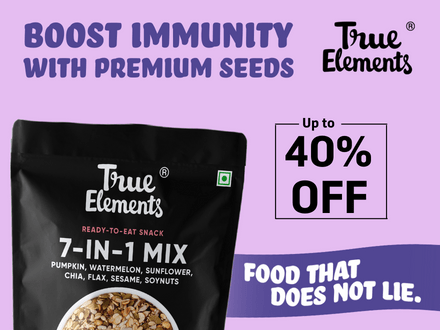 BOOST IMMUNITY
WITH PREMIUM SEEDS
True ®
Elements
Up to
40%
OFF
True ®
Elements
READY-TO-EAT SNACK
7-IN-1 MIX
PUMPKIN, WATERMELON, SUNFLOWER,
CHIA, FLAX, SESAME, SOYNUTS
FOOD THAT
DOES NOT LIE.